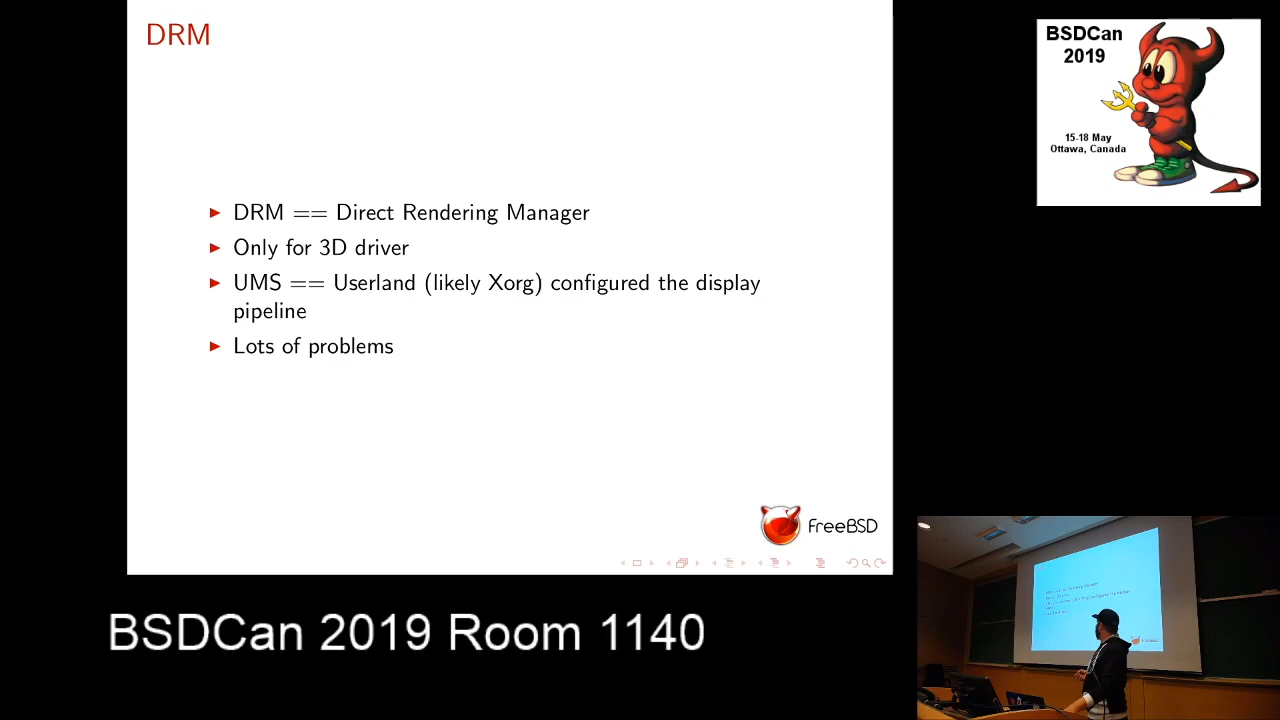 DRM
▶ DRM == Direct Rendering Manager
▶ Only for 3D driver
▶ UMS == Userland (likely Xorg) configured the display
pipeline
▶ Lots of problems
FreeBSD
BSDCan
2019
15-18 May
Ottawa, Canada
BSDCan 2019 Room 1140